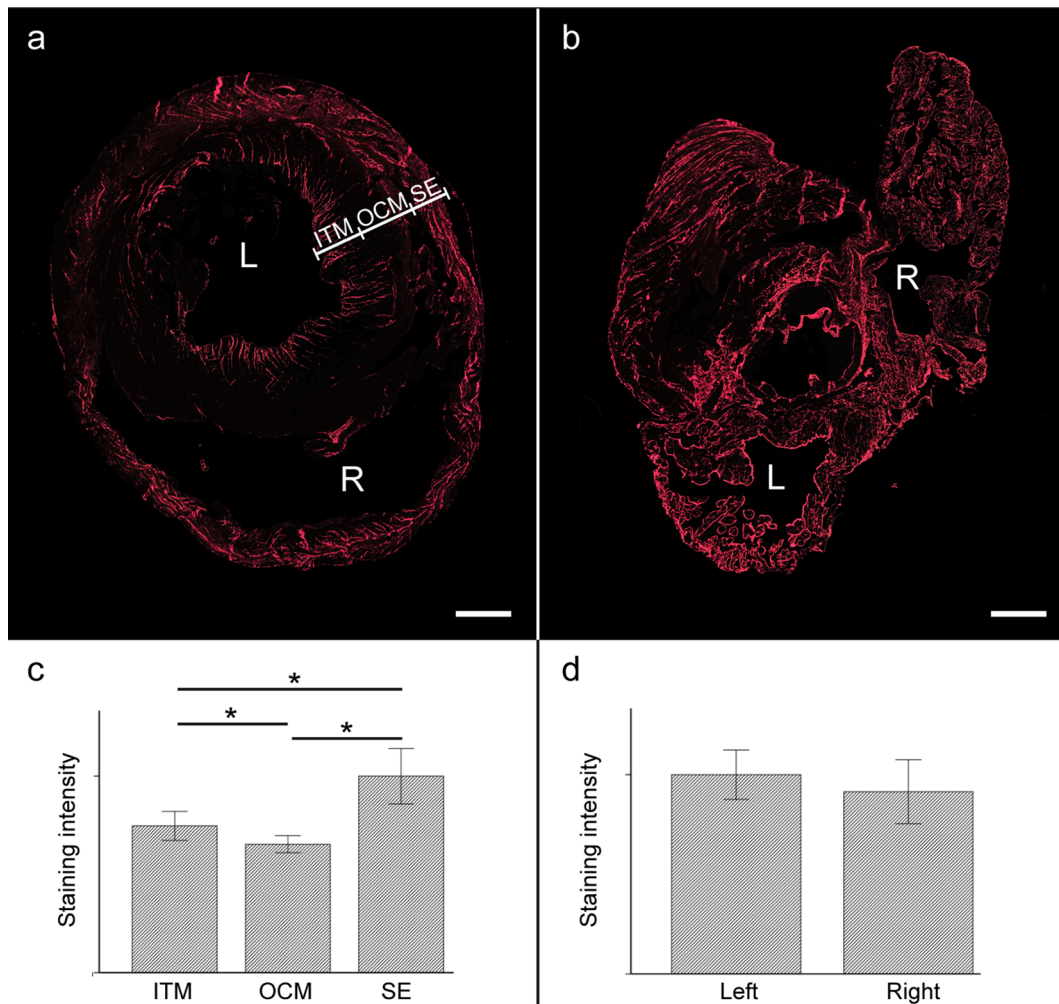 a
b
ITM OCM SE
L
R
R
L
c
*
*
*
Staining intensity
ITM OCM SE
d
Staining intensity
Left Right